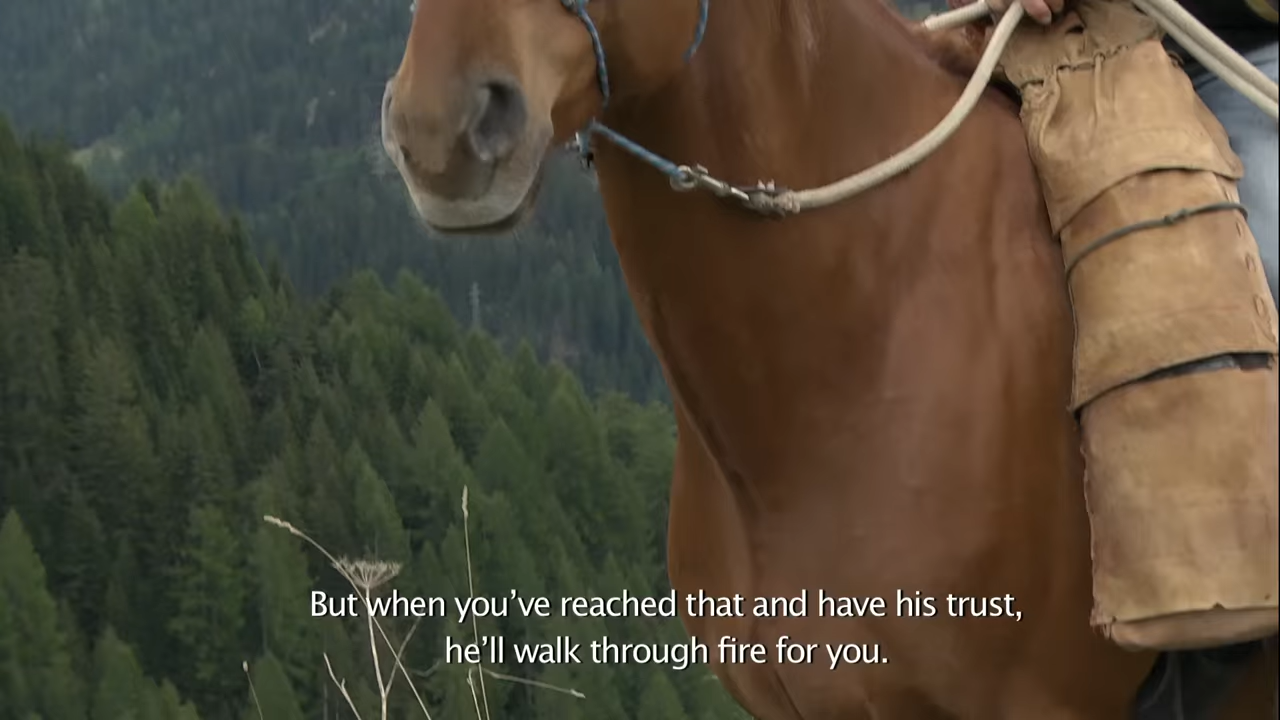 But when you've reached that and have his trust,
he'll walk through fire for you.